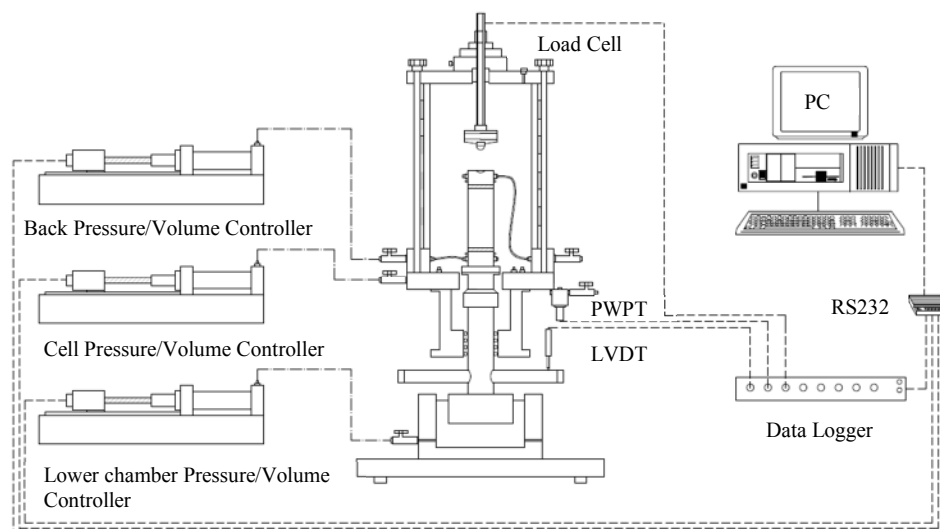 Load Cell
PC
Back Pressure/Volume Controller
PWPT
RS232
LVDT
Cell Pressure/Volume Controller
Data Logger
Lower chamber Pressure/Volume
Controller